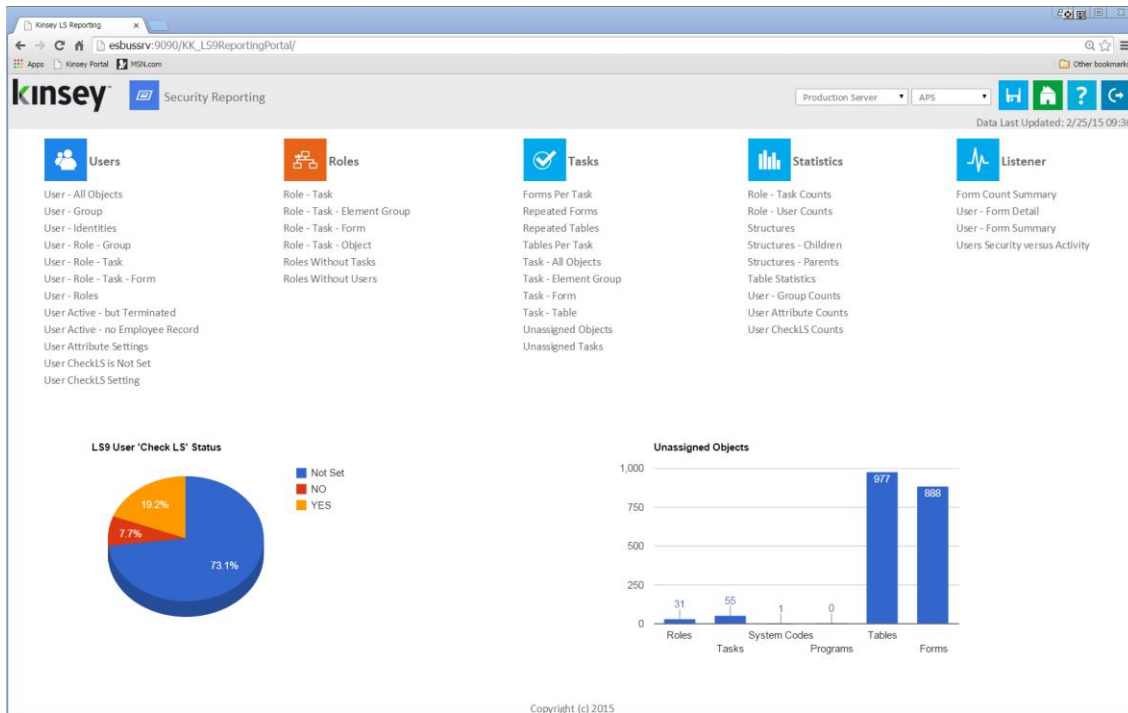 Kinsey LS Reporting
esbussrv:9090/KK_LS9ReportingPortal/
Apps Kinsey Portal MSN.com Other bookmarks
kinsey Security Reporting Production Server APS ?
Data Last Updated: 2/25/15 09:30
Users
User - All Objects
User - Group
User - Identities
User - Role - Group
User - Role - Task
User - Role - Task - Form
User - Roles
User Active - but Terminated
User Active - no Employee Record
User Attribute Settings
User CheckLS is Not Set
User CheckLS Setting
Roles
Role - Task
Role - Task - Element Group
Role - Task - Form
Role - Task - Object
Roles Without Tasks
Roles Without Users
Tasks
Forms Per Task
Repeated Forms
Repeated Tables
Tables Per Task
Task - All Objects
Task - Element Group
Task - Form
Task - Table
Unassigned Objects
Unassigned Tasks
Statistics
Role - Task Counts
Role - User Counts
Structures
Structures - Children
Structures - Parents
Table Statistics
User - Group Counts
User Attribute Counts
User CheckLS Counts
Listener
Form Count Summary
User - Form Detail
User - Form Summary
Users Security versus Activity
LS9 User 'Check LS' Status
19.2%
7.7%
73.1%
Not Set
NO
YES
Unassigned Objects
1,000
750
500
250
0
31
55
1
0
977
888
Roles
Tasks
System Codes
Programs
Tables
Forms
Copyright (c) 2015